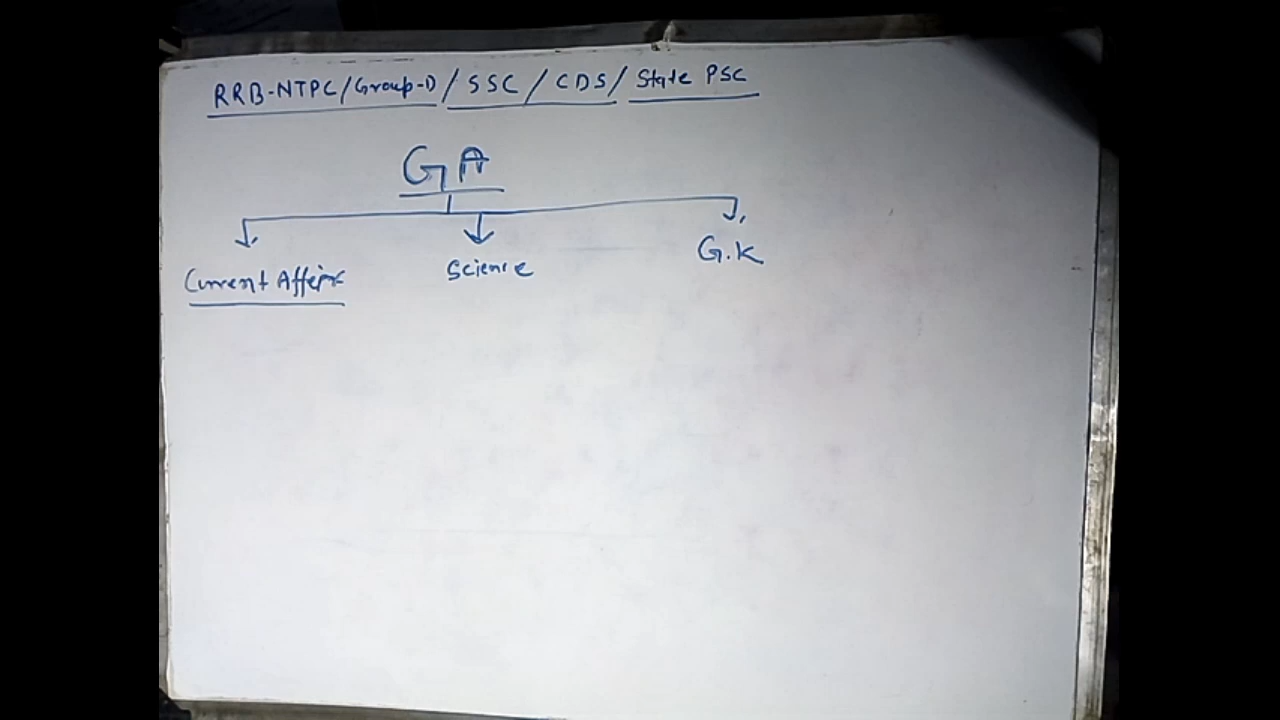 RRB-NTPC/Group-D/SSC/CDS/State PSC
GA
Current Affairs Science G.K